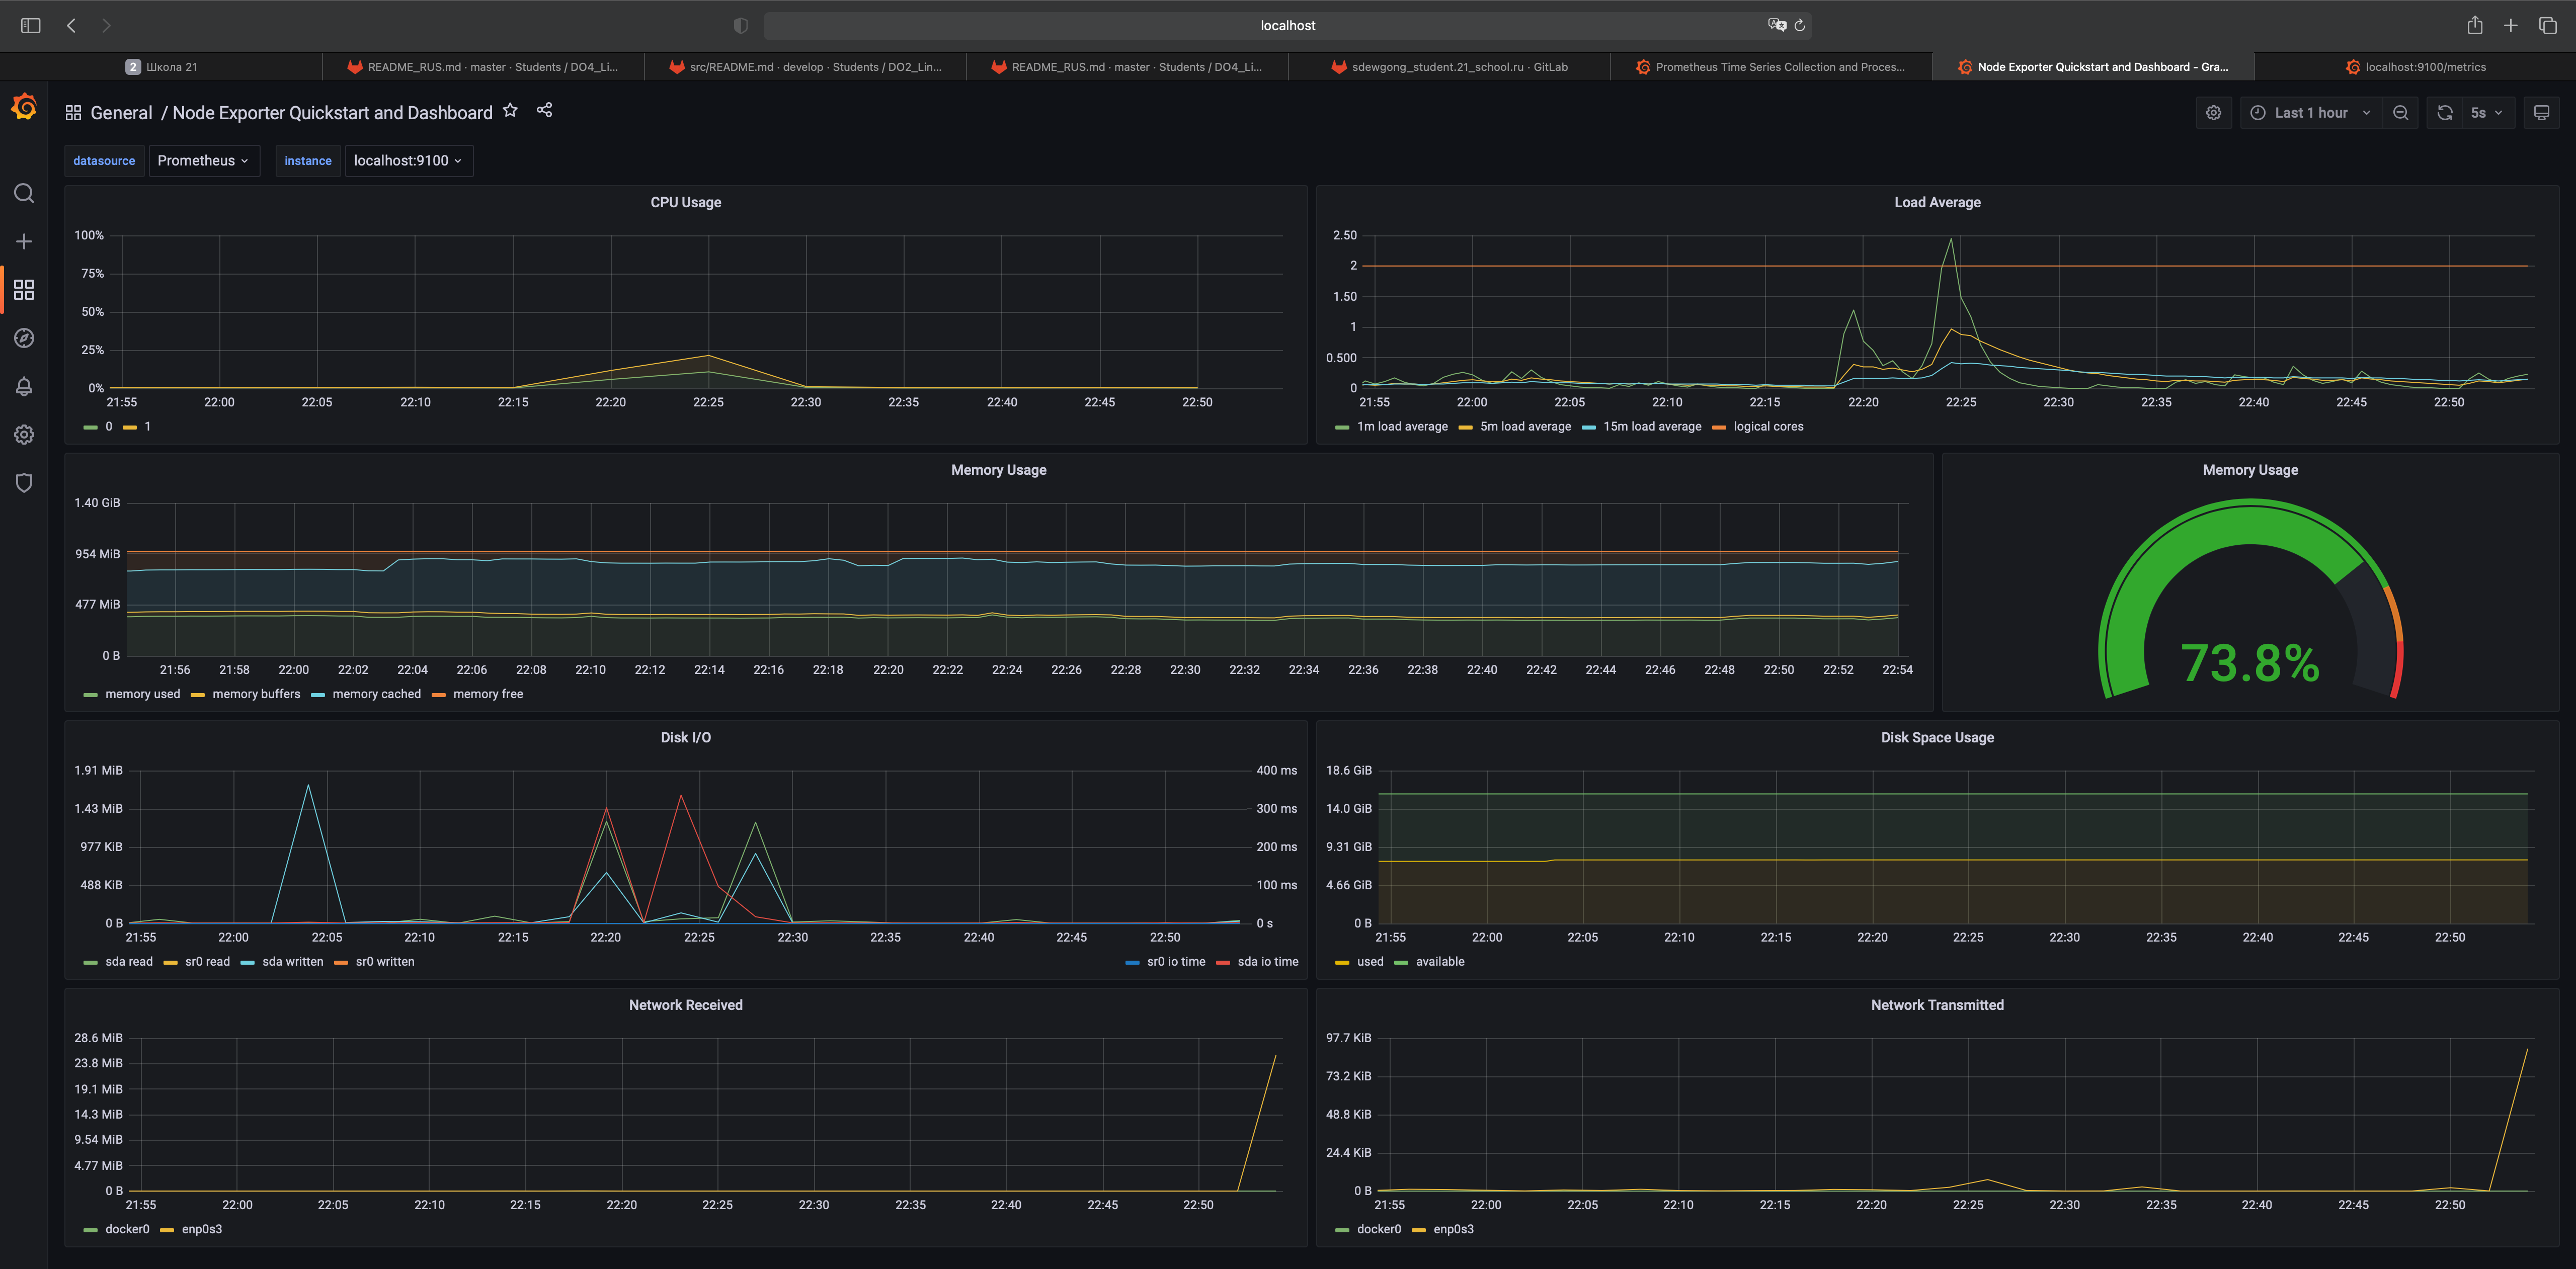 localhost
2 Школа 21
README_RUS.md · master · Students / DO4_Li...
src/README.md · develop · Students / DO2_Lin...
README_RUS.md · master · Students / DO4_Li...
sdewgong_student.21_school.ru · GitLab
Prometheus Time Series Collection and Proces...
Node Exporter Quickstart and Dashboard - Gra...
localhost:9100/metrics
General / Node Exporter Quickstart and Dashboard
Last 1 hour
5s
datasource Prometheus instance localhost:9100
CPU Usage
100%
75%
50%
25%
0%
21:55 22:00 22:05 22:10 22:15 22:20 22:25 22:30 22:35 22:40 22:45 22:50
0 1
Load Average
2.50
2
1.50
1
0.500
0
21:55 22:00 22:05 22:10 22:15 22:20 22:25 22:30 22:35 22:40 22:45 22:50
1m load average 5m load average 15m load average logical cores
Memory Usage
1.40 GiB
954 MiB
477 MiB
0 B
21:56 21:58 22:00 22:02 22:04 22:06 22:08 22:10 22:12 22:14 22:16 22:18 22:20 22:22 22:24 22:26 22:28 22:30 22:32 22:34 22:36 22:38 22:40 22:42 22:44 22:46 22:48 22:50 22:52 22:54
memory used memory buffers memory cached memory free
Memory Usage
73.8%
Disk I/O
1.91 MiB
1.43 MiB
977 KiB
488 KiB
0 B
400 ms
300 ms
200 ms
100 ms
0 s
21:55 22:00 22:05 22:10 22:15 22:20 22:25 22:30 22:35 22:40 22:45 22:50
sda read sr0 read sda written sr0 written sr0 io time sda io time
Disk Space Usage
18.6 GiB
14.0 GiB
9.31 GiB
4.66 GiB
0 B
21:55 22:00 22:05 22:10 22:15 22:20 22:25 22:30 22:35 22:40 22:45 22:50
used available
Network Received
28.6 MiB
23.8 MiB
19.1 MiB
14.3 MiB
9.54 MiB
4.77 MiB
0 B
21:55 22:00 22:05 22:10 22:15 22:20 22:25 22:30 22:35 22:40 22:45 22:50
docker0 enp0s3
Network Transmitted
97.7 KiB
73.2 KiB
48.8 KiB
24.4 KiB
0 B
21:55 22:00 22:05 22:10 22:15 22:20 22:25 22:30 22:35 22:40 22:45 22:50
docker0 enp0s3